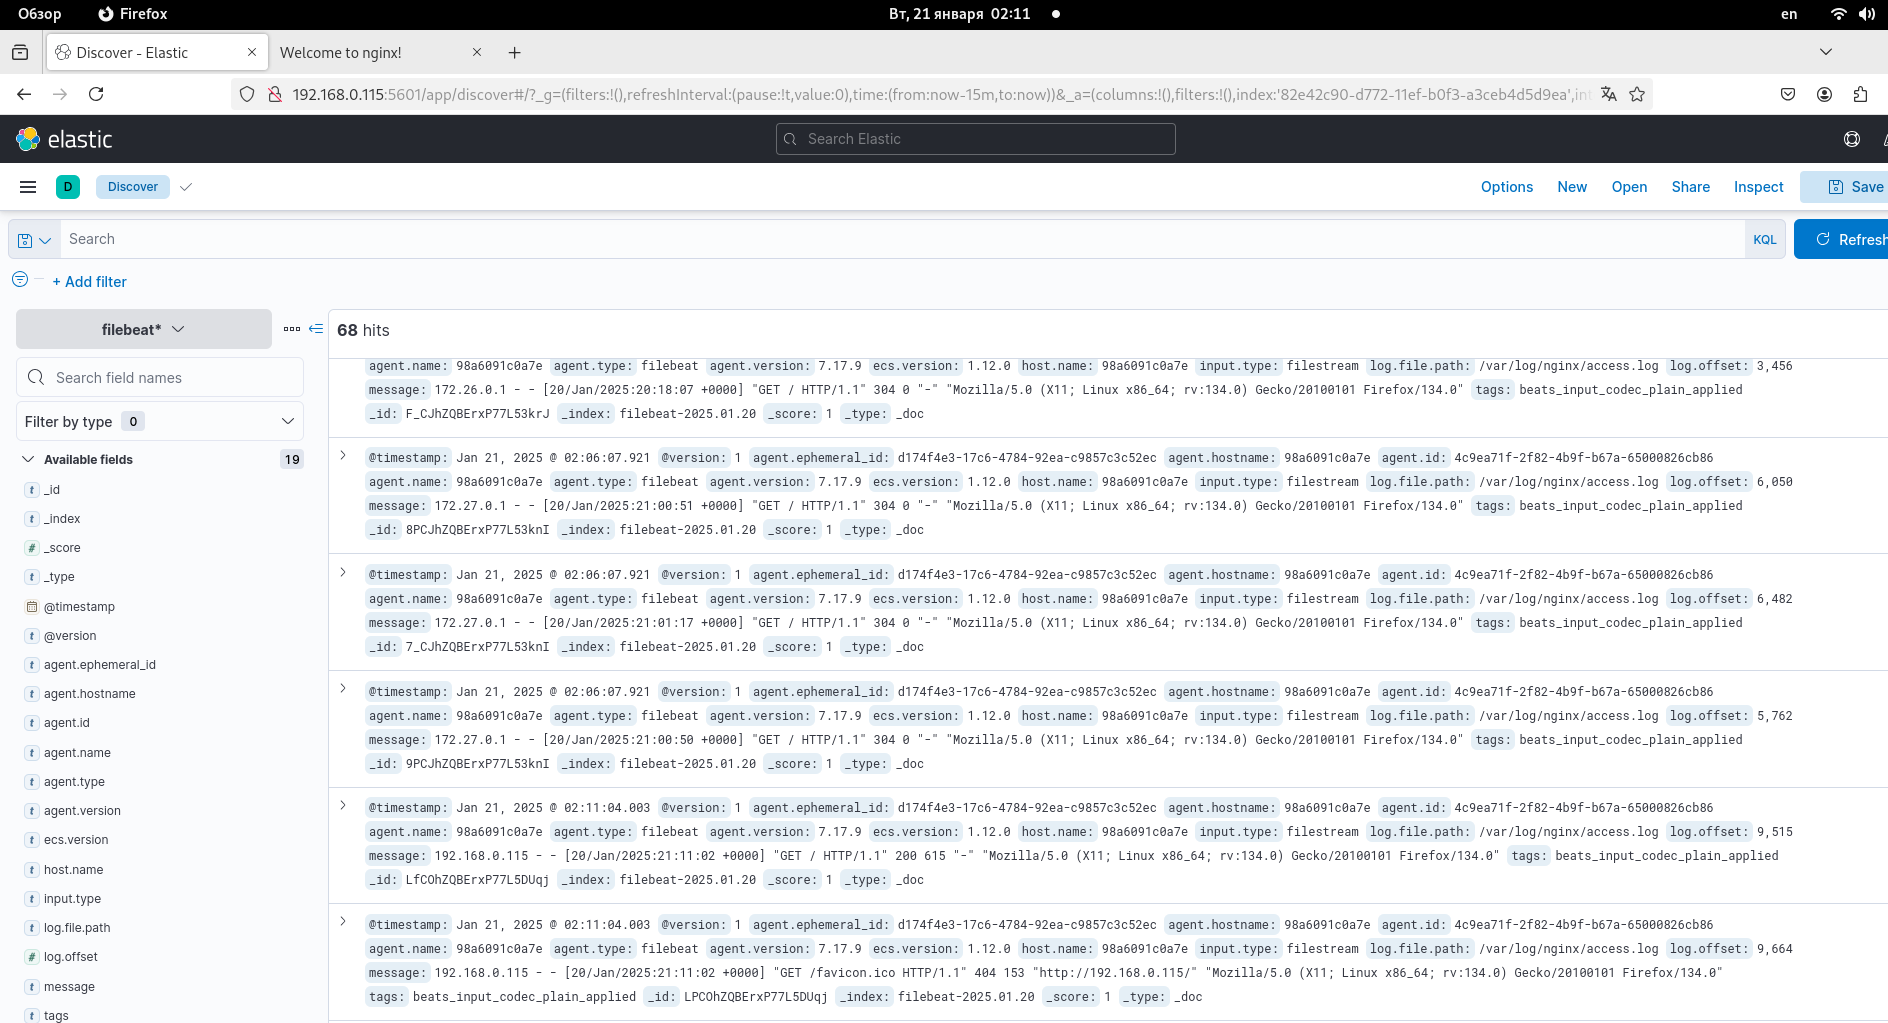 Обзор Firefox Вт, 21 января 02:11 en
Discover - Elastic Welcome to nginx!
192.168.0.115:5601/app/discover#/?_g=(filters:!(),refreshInterval:(pause:!t,value:0),time:(from:now-15m,to:now))&_a=(columns:!(),filters:!(),index:'82e42c90-d772-11ef-b0f3-a3ceb4d5d9ea',int
elastic Search Elastic
D Discover Options New Open Share Inspect Save
Search KQL Refresh
+ Add filter
filebeat* 68 hits
Search field names
Filter by type 0
Available fields 19
_id
_index
_score
_type
@timestamp
@version
agent.ephemeral_id
agent.hostname
agent.id
agent.name
agent.type
agent.version
ecs.version
host.name
input.type
log.file.path
log.offset
message
tags
agent.name: 98a6091c0a7e agent.type: filebeat agent.version: 7.17.9 ecs.version: 1.12.0 host.name: 98a6091c0a7e input.type: filestream log.file.path: /var/log/nginx/access.log log.offset: 3,456
message: 172.26.0.1 - - [20/Jan/2025:20:18:07 +0000] "GET / HTTP/1.1" 304 0 "-" "Mozilla/5.0 (X11; Linux x86_64; rv:134.0) Gecko/20100101 Firefox/134.0" tags: beats_input_codec_plain_applied
_id: F_CJhZQBErxP77L53krJ _index: filebeat-2025.01.20 _score: 1 _type: _doc
@timestamp: Jan 21, 2025 @ 02:06:07.921 @version: 1 agent.ephemeral_id: d174f4e3-17c6-4784-92ea-c9857c3c52ec agent.hostname: 98a6091c0a7e agent.id: 4c9ea71f-2f82-4b9f-b67a-65000826cb86
agent.name: 98a6091c0a7e agent.type: filebeat agent.version: 7.17.9 ecs.version: 1.12.0 host.name: 98a6091c0a7e input.type: filestream log.file.path: /var/log/nginx/access.log log.offset: 6,050
message: 172.27.0.1 - - [20/Jan/2025:21:00:51 +0000] "GET / HTTP/1.1" 304 0 "-" "Mozilla/5.0 (X11; Linux x86_64; rv:134.0) Gecko/20100101 Firefox/134.0" tags: beats_input_codec_plain_applied
_id: 8PCJhZQBErxP77L53knI _index: filebeat-2025.01.20 _score: 1 _type: _doc
@timestamp: Jan 21, 2025 @ 02:06:07.921 @version: 1 agent.ephemeral_id: d174f4e3-17c6-4784-92ea-c9857c3c52ec agent.hostname: 98a6091c0a7e agent.id: 4c9ea71f-2f82-4b9f-b67a-65000826cb86
agent.name: 98a6091c0a7e agent.type: filebeat agent.version: 7.17.9 ecs.version: 1.12.0 host.name: 98a6091c0a7e input.type: filestream log.file.path: /var/log/nginx/access.log log.offset: 6,482
message: 172.27.0.1 - - [20/Jan/2025:21:01:17 +0000] "GET / HTTP/1.1" 304 0 "-" "Mozilla/5.0 (X11; Linux x86_64; rv:134.0) Gecko/20100101 Firefox/134.0" tags: beats_input_codec_plain_applied
_id: 7_CJhZQBErxP77L53knI _index: filebeat-2025.01.20 _score: 1 _type: _doc
@timestamp: Jan 21, 2025 @ 02:06:07.921 @version: 1 agent.ephemeral_id: d174f4e3-17c6-4784-92ea-c9857c3c52ec agent.hostname: 98a6091c0a7e agent.id: 4c9ea71f-2f82-4b9f-b67a-65000826cb86
agent.name: 98a6091c0a7e agent.type: filebeat agent.version: 7.17.9 ecs.version: 1.12.0 host.name: 98a6091c0a7e input.type: filestream log.file.path: /var/log/nginx/access.log log.offset: 5,762
message: 172.27.0.1 - - [20/Jan/2025:21:00:50 +0000] "GET / HTTP/1.1" 304 0 "-" "Mozilla/5.0 (X11; Linux x86_64; rv:134.0) Gecko/20100101 Firefox/134.0" tags: beats_input_codec_plain_applied
_id: 9PCJhZQBErxP77L53knI _index: filebeat-2025.01.20 _score: 1 _type: _doc
@timestamp: Jan 21, 2025 @ 02:11:04.003 @version: 1 agent.ephemeral_id: d174f4e3-17c6-4784-92ea-c9857c3c52ec agent.hostname: 98a6091c0a7e agent.id: 4c9ea71f-2f82-4b9f-b67a-65000826cb86
agent.name: 98a6091c0a7e agent.type: filebeat agent.version: 7.17.9 ecs.version: 1.12.0 host.name: 98a6091c0a7e input.type: filestream log.file.path: /var/log/nginx/access.log log.offset: 9,515
message: 192.168.0.115 - - [20/Jan/2025:21:11:02 +0000] "GET / HTTP/1.1" 200 615 "-" "Mozilla/5.0 (X11; Linux x86_64; rv:134.0) Gecko/20100101 Firefox/134.0" tags: beats_input_codec_plain_applied
_id: LfCOhZQBErxP77L5DUqj _index: filebeat-2025.01.20 _score: 1 _type: _doc
@timestamp: Jan 21, 2025 @ 02:11:04.003 @version: 1 agent.ephemeral_id: d174f4e3-17c6-4784-92ea-c9857c3c52ec agent.hostname: 98a6091c0a7e agent.id: 4c9ea71f-2f82-4b9f-b67a-65000826cb86
agent.name: 98a6091c0a7e agent.type: filebeat agent.version: 7.17.9 ecs.version: 1.12.0 host.name: 98a6091c0a7e input.type: filestream log.file.path: /var/log/nginx/access.log log.offset: 9,664
message: 192.168.0.115 - - [20/Jan/2025:21:11:02 +0000] "GET /favicon.ico HTTP/1.1" 404 153 "http://192.168.0.115/" "Mozilla/5.0 (X11; Linux x86_64; rv:134.0) Gecko/20100101 Firefox/134.0"
tags: beats_input_codec_plain_applied _id: LPCOhZQBErxP77L5DUqj _index: filebeat-2025.01.20 _score: 1 _type: _doc